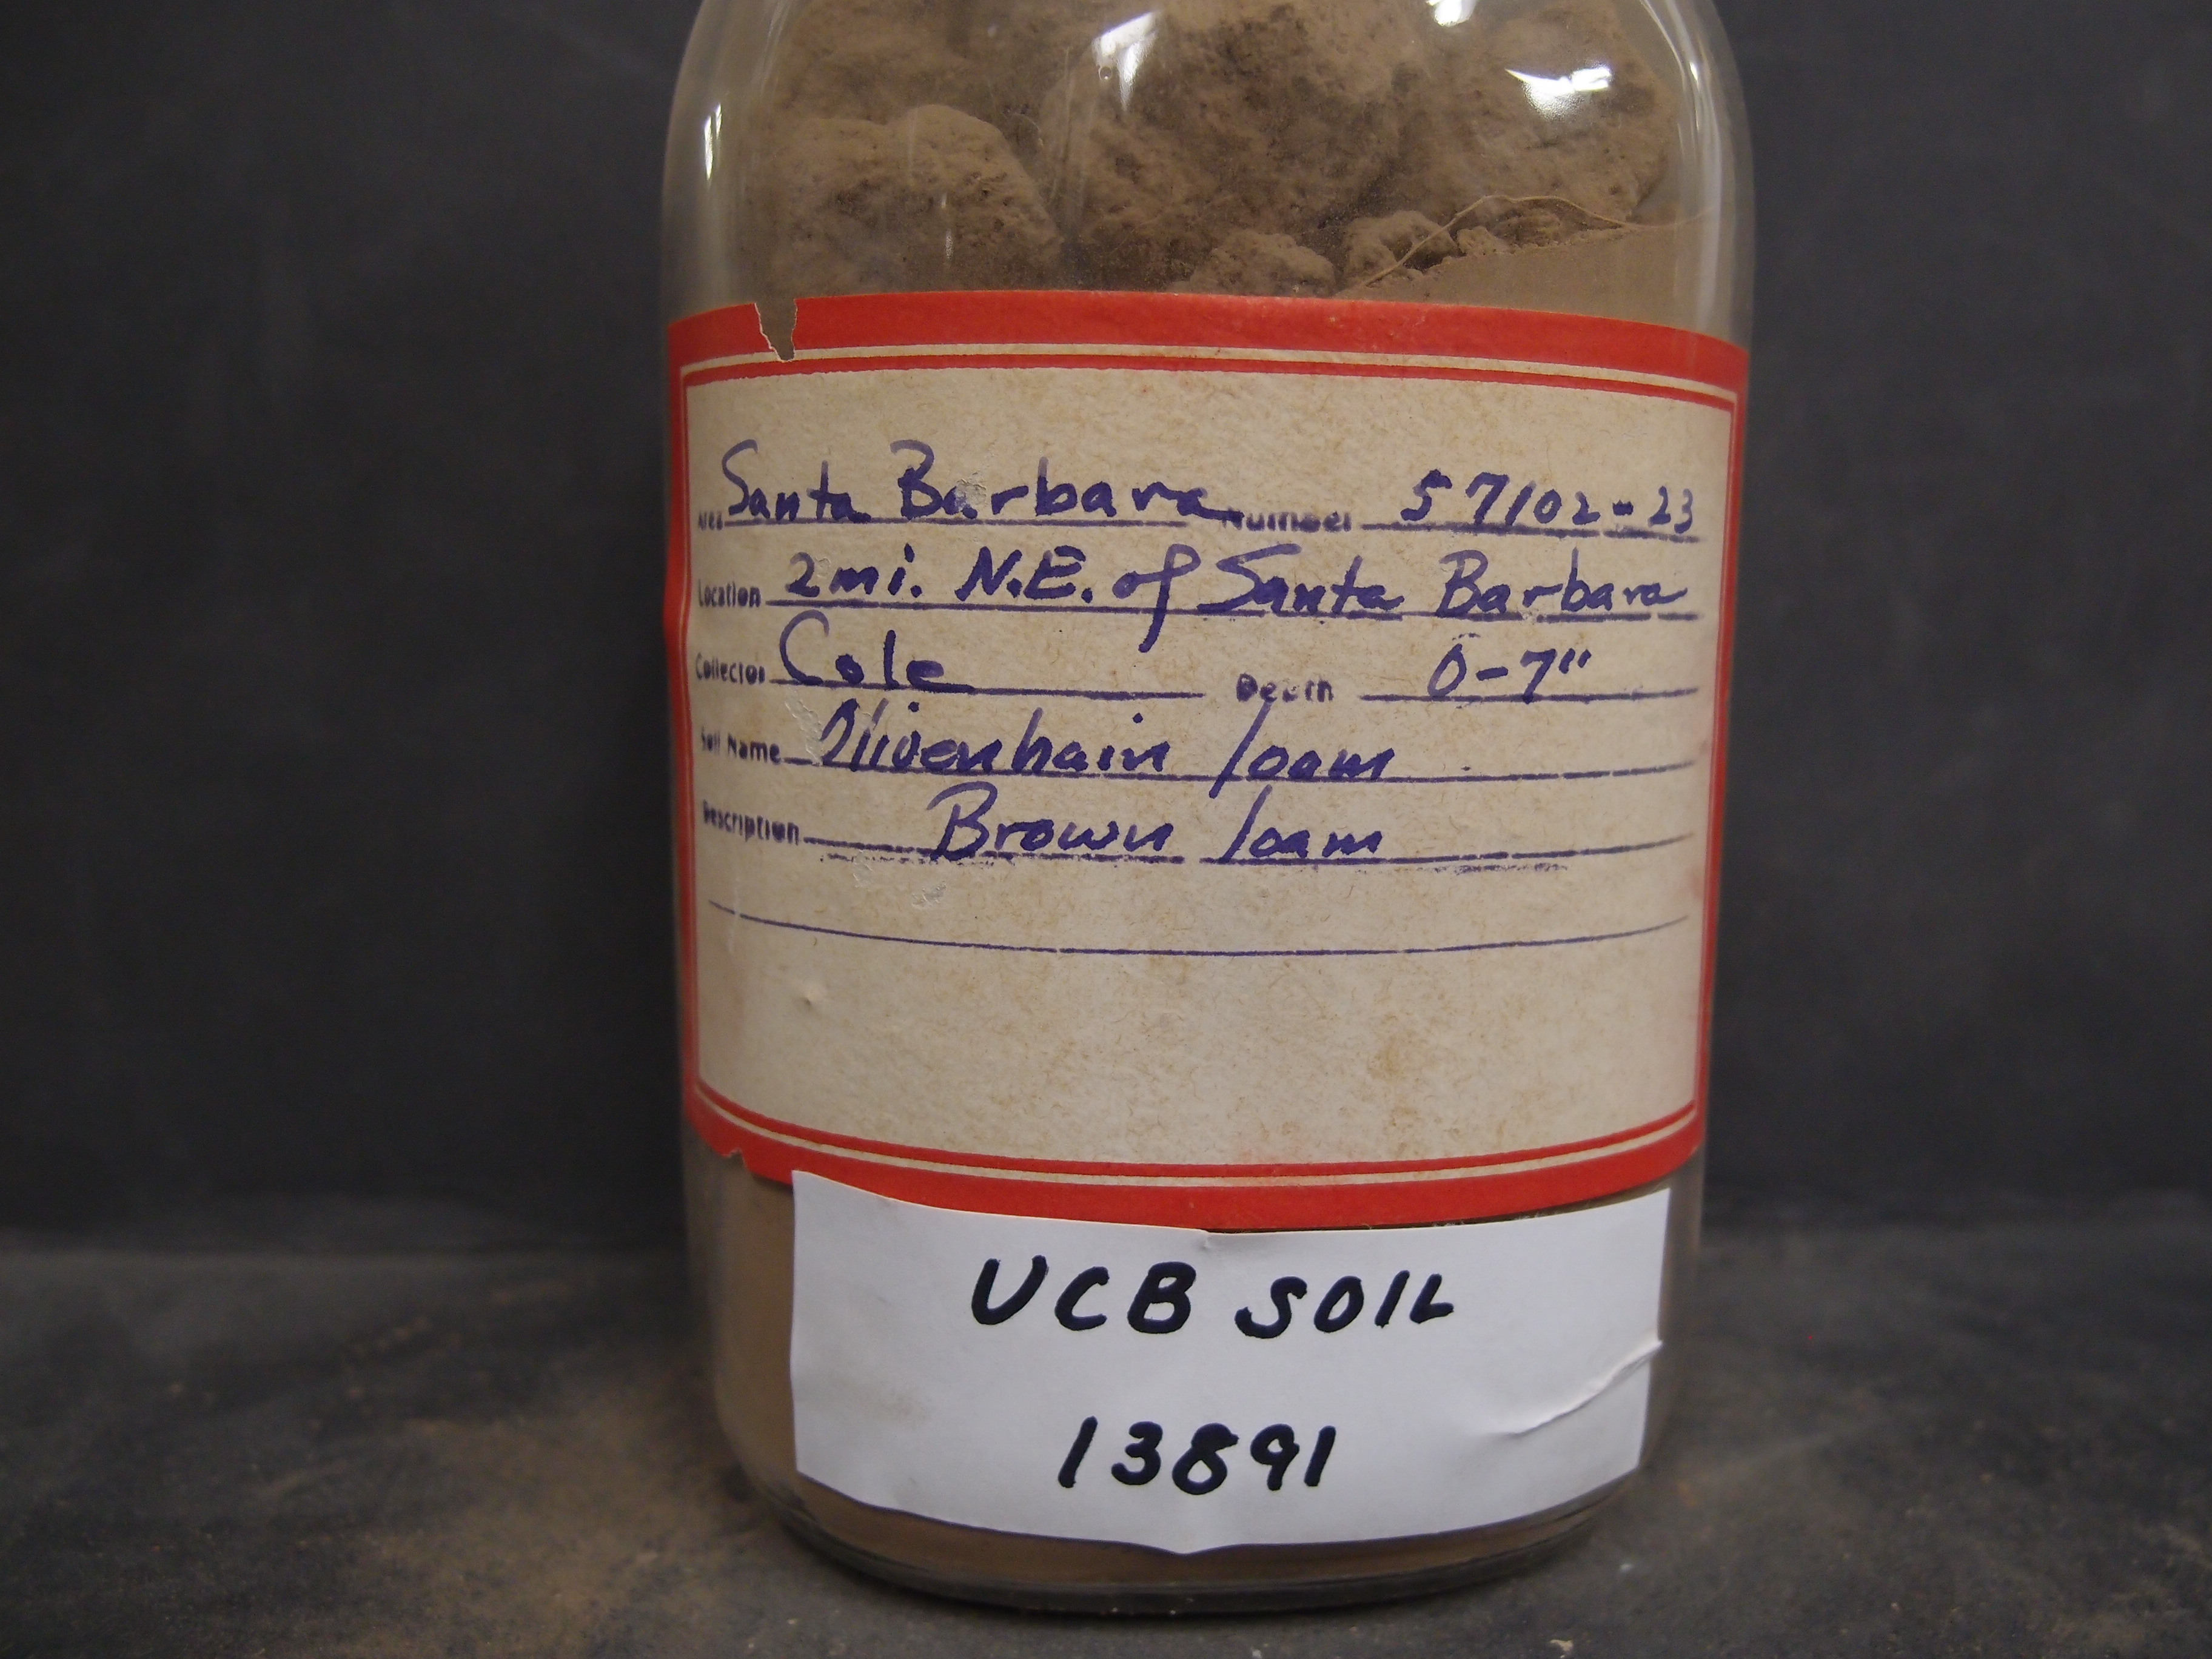 Area Santa Barbara Number 57102-23
Location 2mi. N.E. of Santa Barbara
Collector Cole Depth 0-7"
Soil Name Olivenhain loam
Description Brown loam
UCB SOIL
13891